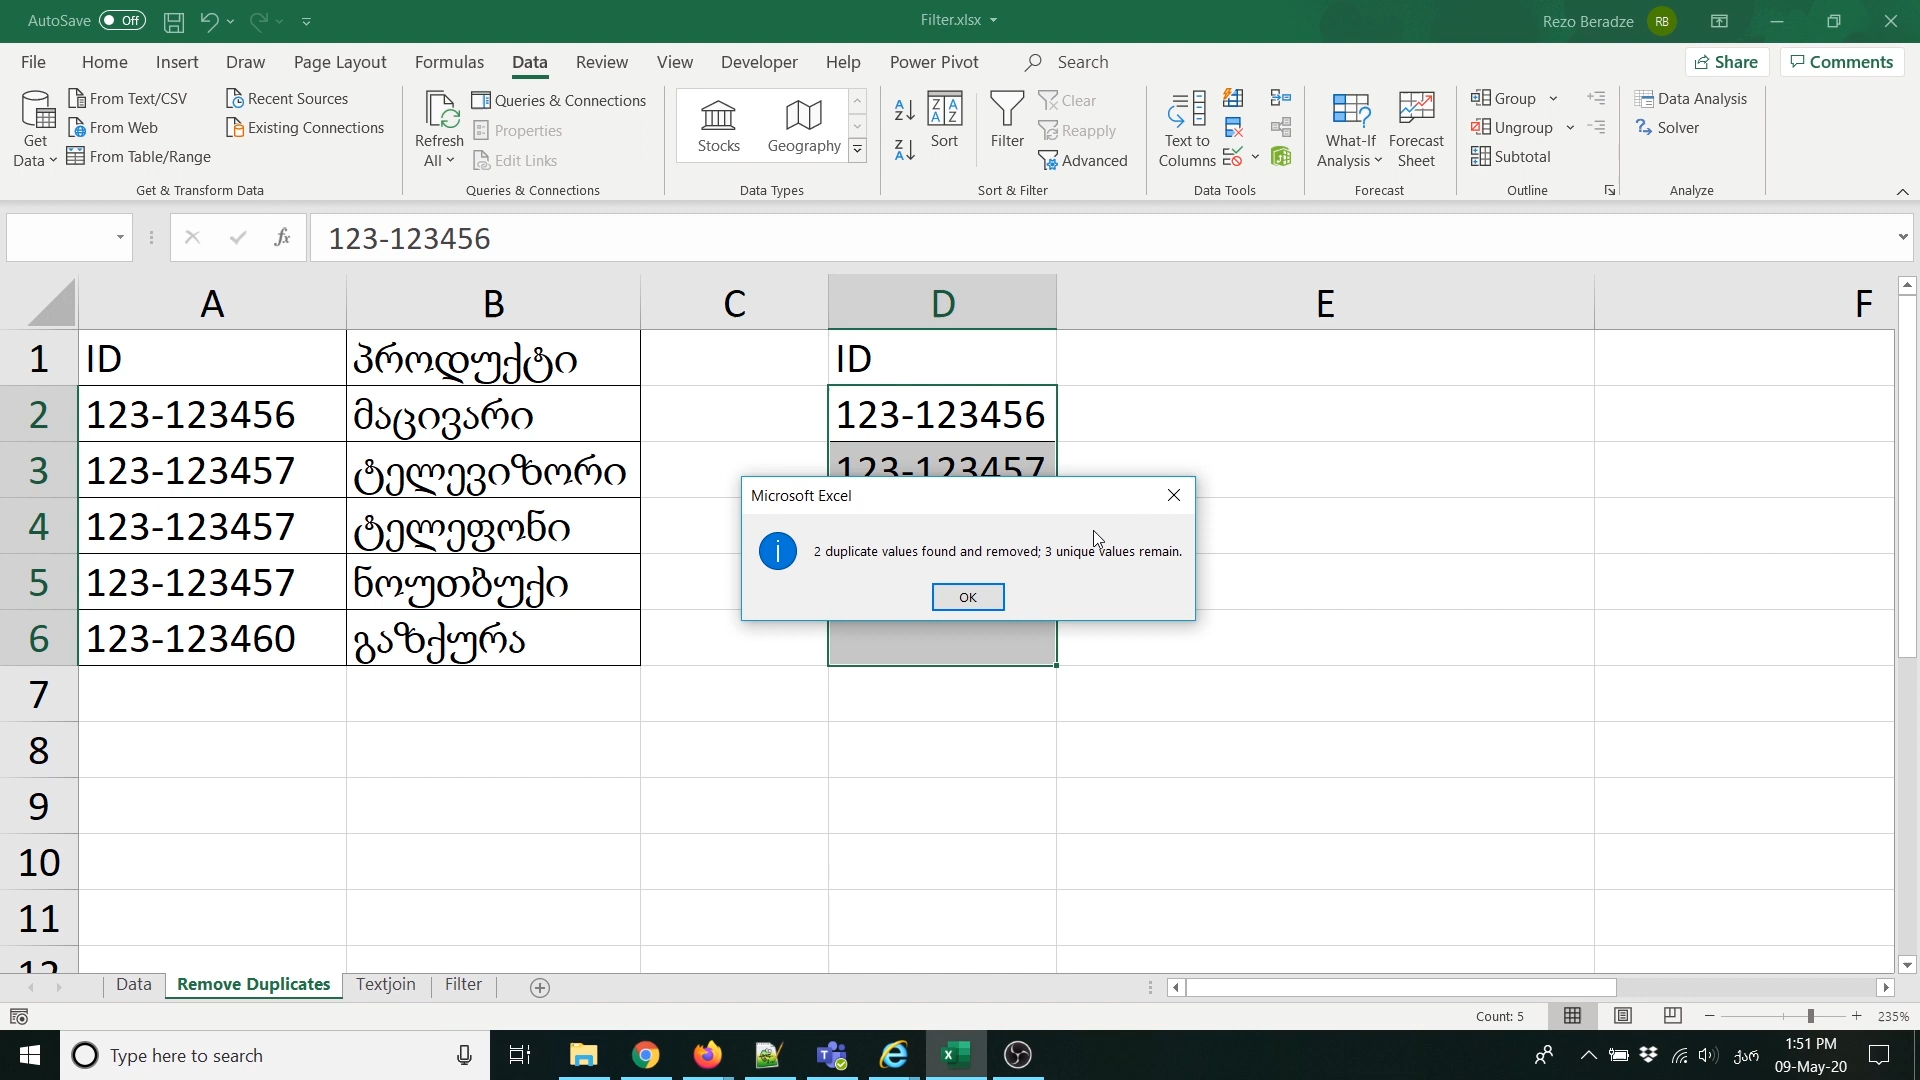 AutoSave Off Filter.xlsx Rezo Beradze RB
File Home Insert Draw Page Layout Formulas Data Review View Developer Help Power Pivot Search Share Comments
Get Data
From Text/CSV
From Web
From Table/Range
Recent Sources
Existing Connections
Get & Transform Data
Refresh All
Queries & Connections
Properties
Edit Links
Queries & Connections
Stocks Geography
Data Types
Sort
Filter
Clear
Reapply
Advanced
Sort & Filter
Text to Columns
Data Tools
What-If Analysis
Forecast Sheet
Forecast
Group
Ungroup
Subtotal
Outline
Data Analysis
Solver
Analyze
fx 123-123456
A B C D E F
1 ID პროდუქტი ID
2 123-123456 მაცივარი 123-123456
3 123-123457 ტელევიზორი 123-123457
4 123-123457 ტელეფონი
5 123-123457 ნოუთბუქი
6 123-123460 გაზქურა
7
8
9
10
11
12
Microsoft Excel
2 duplicate values found and removed; 3 unique values remain.
OK
Data Remove Duplicates Textjoin Filter
Count: 5 235%
Type here to search
ქარ
1:51 PM
09-May-20